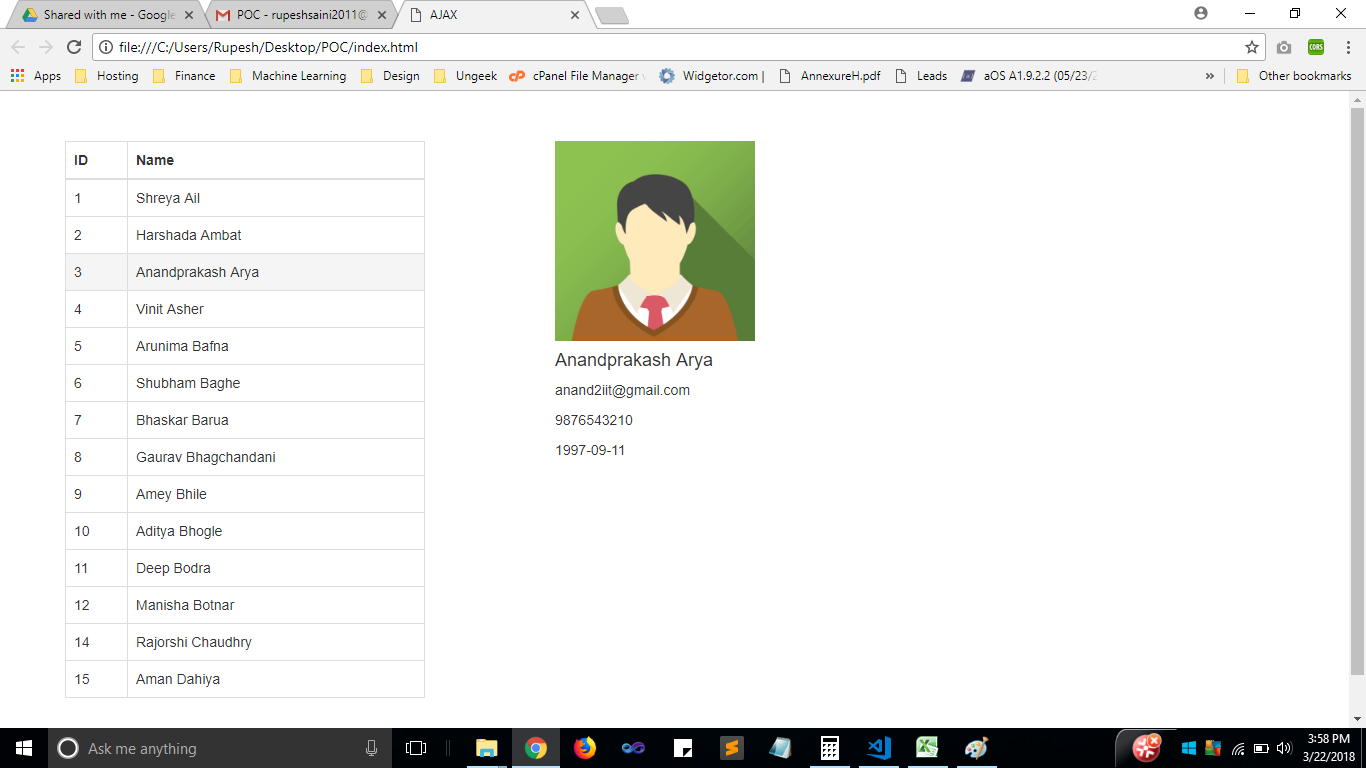 Shared with me - Google
POC - rupeshsaini2011@
AJAX
file:///C:/Users/Rupesh/Desktop/POC/index.html
CORS
Apps Hosting Finance Machine Learning Design Ungeek cPanel File Manager Widgetor.com | AnnexureH.pdf Leads aOS A1.9.2.2 (05/23/2 » Other bookmarks
ID Name
1 Shreya Ail
2 Harshada Ambat
3 Anandprakash Arya
4 Vinit Asher
5 Arunima Bafna
6 Shubham Baghe
7 Bhaskar Barua
8 Gaurav Bhagchandani
9 Amey Bhile
10 Aditya Bhogle
11 Deep Bodra
12 Manisha Botnar
14 Rajorshi Chaudhry
15 Aman Dahiya
Anandprakash Arya
anand2iit@gmail.com
9876543210
1997-09-11
Ask me anything
3:58 PM
3/22/2018